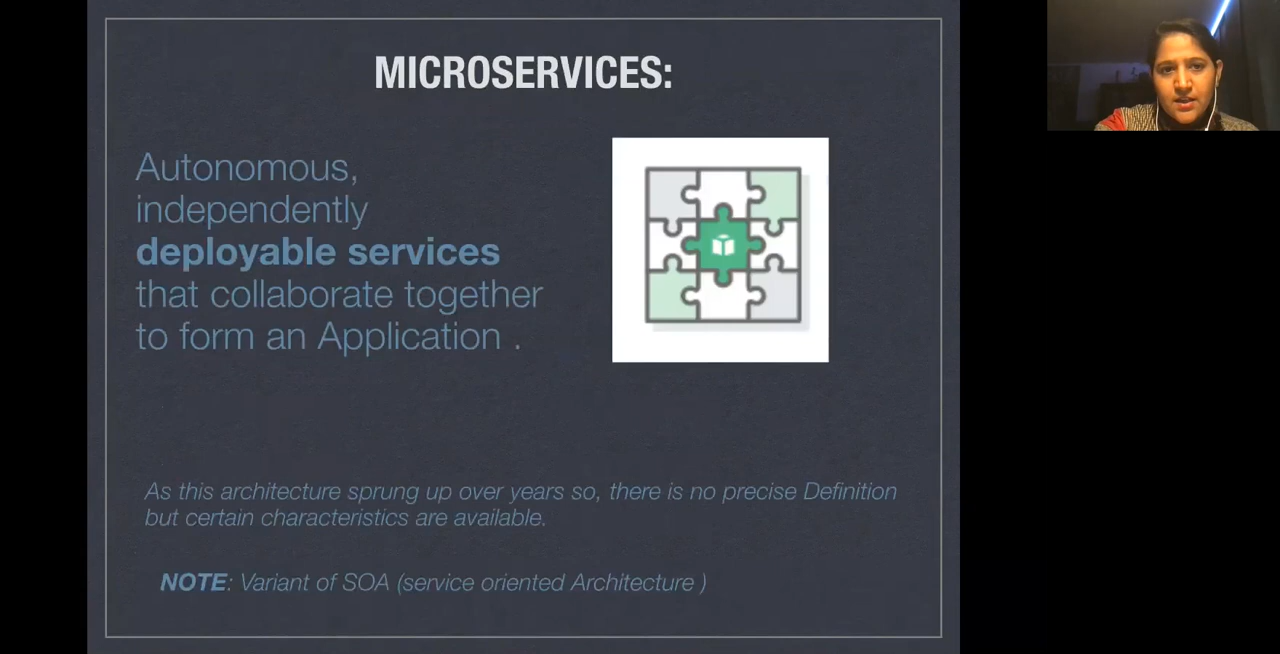 MICROSERVICES:
Autonomous,
independently
deployable services
that collaborate together
to form an Application .
As this architecture sprung up over years so, there is no precise Definition
but certain characteristics are available.
NOTE: Variant of SOA (service oriented Architecture )